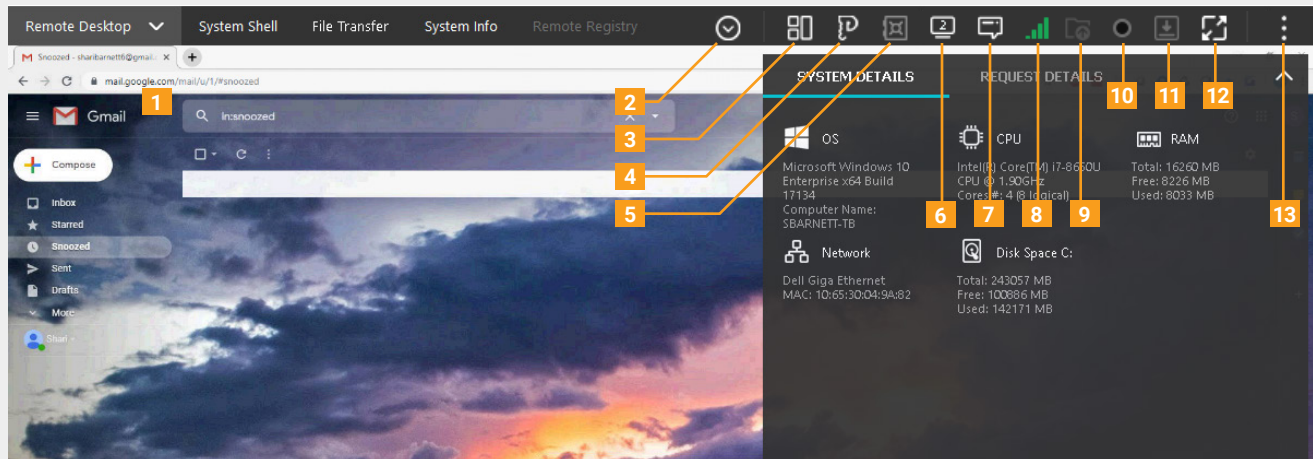 Remote Desktop System Shell File Transfer System Info Remote Registry 2
M Snoozed - sharibarnett6@gmail. × +
mail.google.com/mail/u/1/#snoozed
SYSTEM DETAILS REQUEST DETAILS
1 2 3 4 5 6 7 8 9 10 11 12 13
Gmail
in:snoozed
Compose
Inbox
Starred
Snoozed
Sent
Drafts
More
Shari
OS
Microsoft Windows 10
Enterprise x64 Build
17134
Computer Name:
SBARNETT-TB
CPU
Intel(R) Core(TM) i7-8650U
CPU @ 1.90GHz
Cores #: 4 (8 logical)
RAM
Total: 16260 MB
Free: 8226 MB
Used: 8033 MB
Network
Dell Giga Ethernet
MAC: 10:65:30:04:9A:82
Disk Space C:
Total: 243057 MB
Free: 100886 MB
Used: 142171 MB